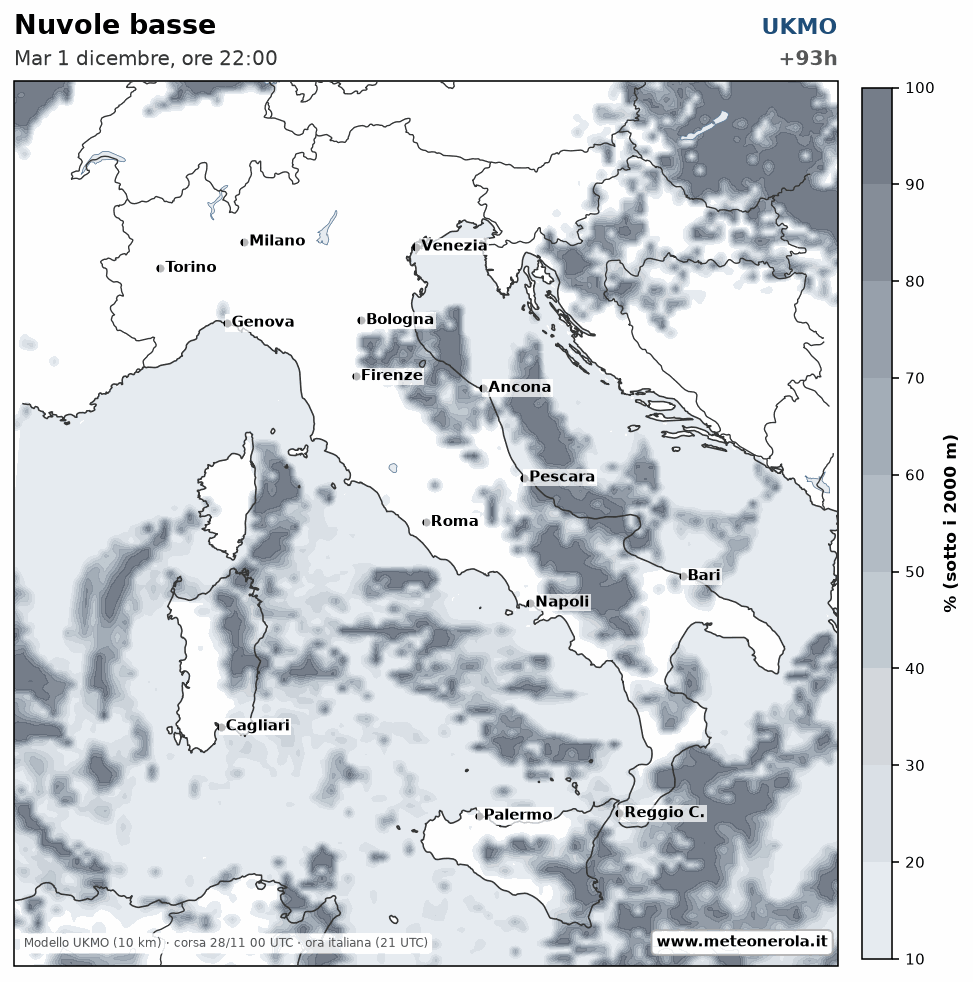 Nuvole basse
UKMO
Mar 1 dicembre, ore 22:00
+93h
100
90
80
70
60
50
40
30
20
10
% (sotto i 2000 m)
Milano
Venezia
Torino
Genova
Bologna
Firenze
Ancona
Pescara
Roma
Bari
Napoli
Cagliari
Palermo
Reggio C.
Modello UKMO (10 km) · corsa 28/11 00 UTC · ora italiana (21 UTC)
www.meteonerola.it